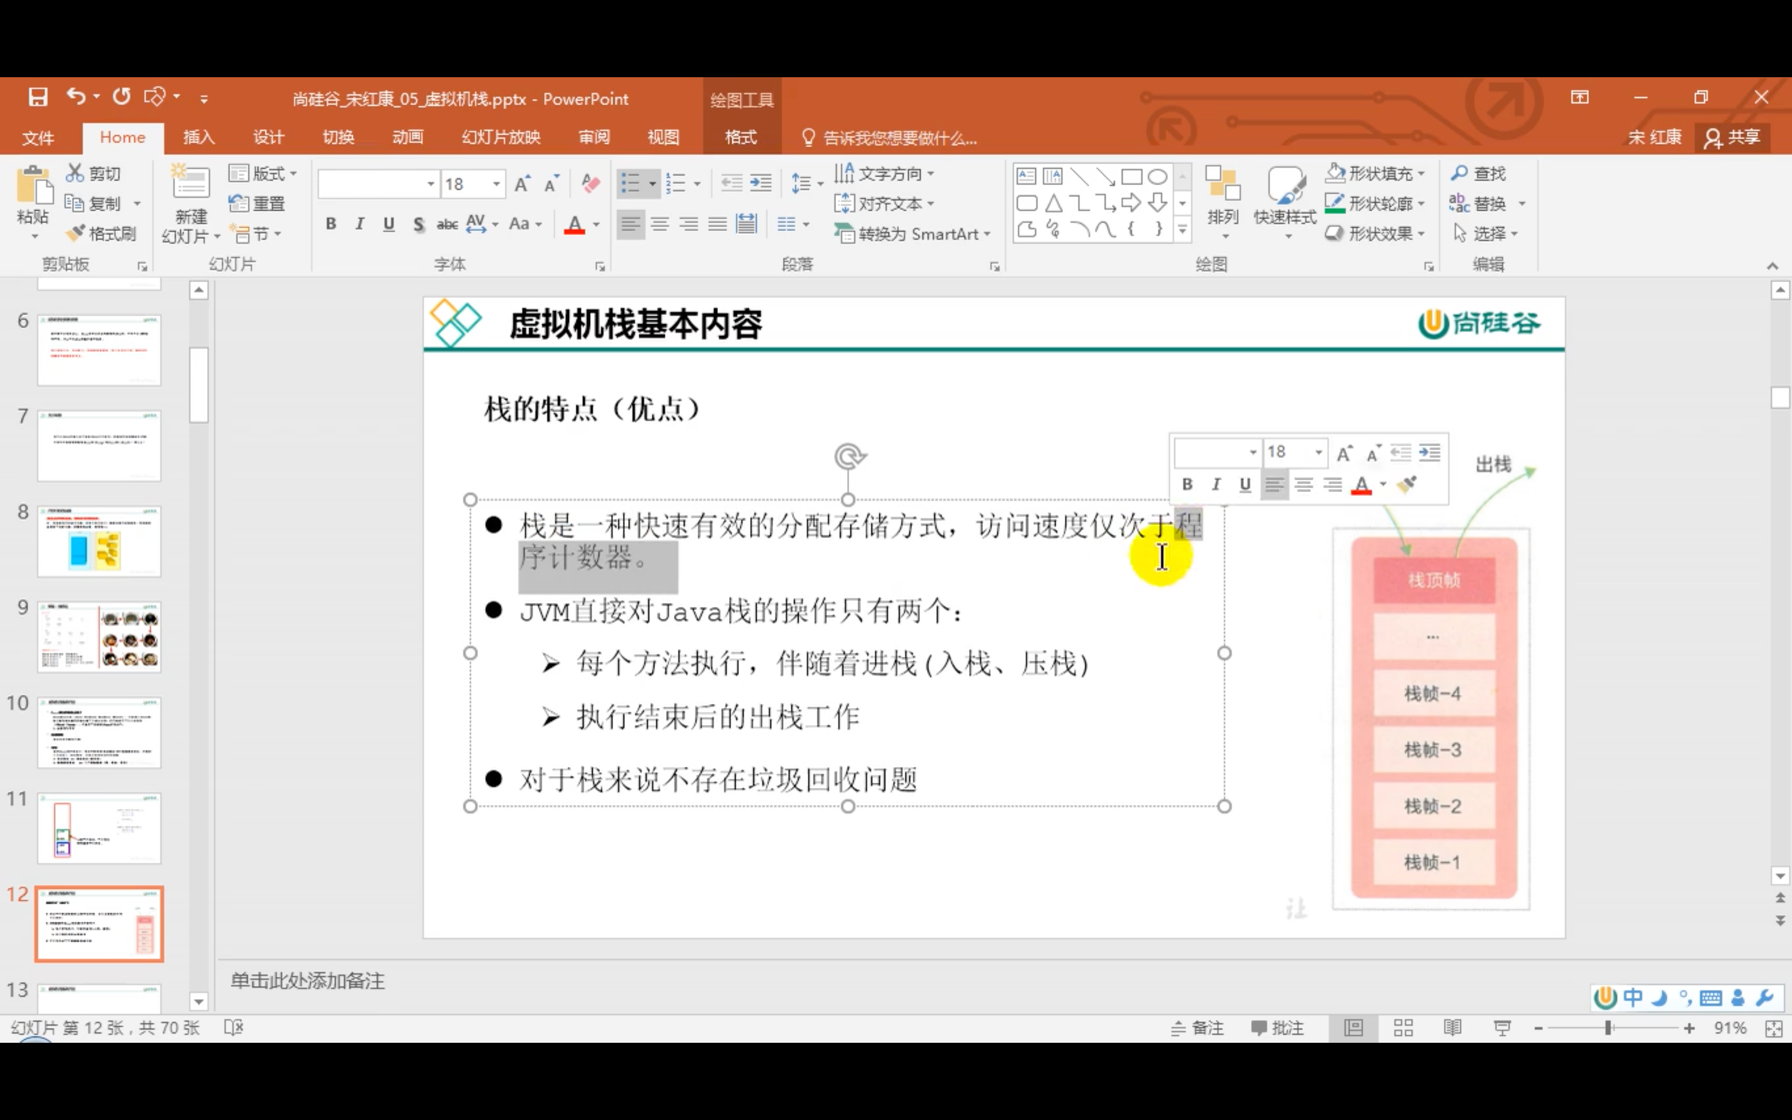 尚硅谷_宋红康_05_虚拟机栈.pptx - PowerPoint
绘图工具
文件 Home 插入 设计 切换 动画 幻灯片放映 审阅 视图 格式 告诉我您想要做什么... 宋 红康 共享
粘贴 剪切 复制 格式刷
剪贴板
新建幻灯片 版式 重置 节
幻灯片
18
B I U S abc AV Aa A
字体
文字方向
对齐文本
转换为 SmartArt
段落
排列 快速样式 形状填充 形状轮廓 形状效果
绘图
查找
替换
选择
编辑
6
7
8
9
10
11
12
13
虚拟机栈基本内容
尚硅谷
栈的特点（优点）
18
B I U A
出栈
● 栈是一种快速有效的分配存储方式，访问速度仅次于程
序计数器。
● JVM直接对Java栈的操作只有两个：
➢ 每个方法执行，伴随着进栈(入栈、压栈)
➢ 执行结束后的出栈工作
● 对于栈来说不存在垃圾回收问题
栈顶帧
...
栈帧-4
栈帧-3
栈帧-2
栈帧-1
让
单击此处添加备注
中
幻灯片 第 12 张，共 70 张
备注 批注 91%